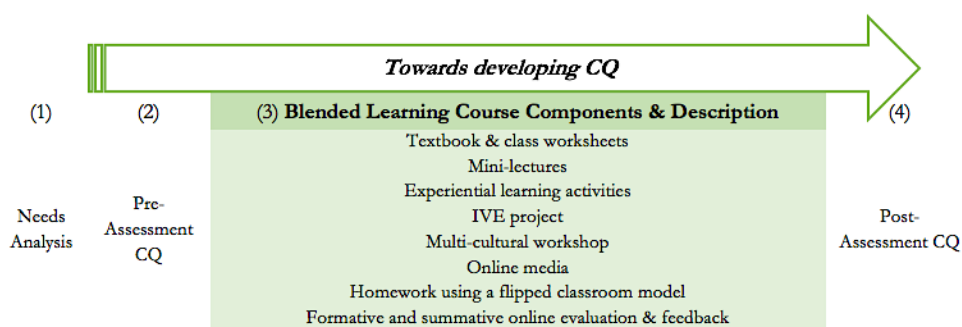 Towards developing CQ
(1)
(2)
(3) Blended Learning Course Components & Description
(4)
Textbook & class worksheets
Mini-lectures
Experiential learning activities
IVE project
Multi-cultural workshop
Online media
Homework using a flipped classroom model
Formative and summative online evaluation & feedback
Needs
Analysis
Pre-
Assessment
CQ
Post-
Assessment CQ